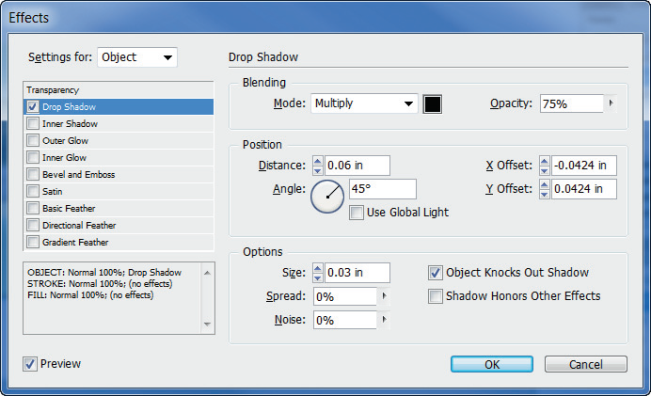 Effects
Settings for: Object
Transparency
Drop Shadow
Inner Shadow
Outer Glow
Inner Glow
Bevel and Emboss
Satin
Basic Feather
Directional Feather
Gradient Feather
OBJECT: Normal 100%; Drop Shadow
STROKE: Normal 100%; (no effects)
FILL: Normal 100%; (no effects)
Preview
Drop Shadow
Blending
Mode: Multiply Opacity: 75%
Position
Distance: 0.06 in X Offset: -0.0424 in
Angle: 45° Y Offset: 0.0424 in
Use Global Light
Options
Size: 0.03 in Object Knocks Out Shadow
Spread: 0% Shadow Honors Other Effects
Noise: 0%
OK Cancel